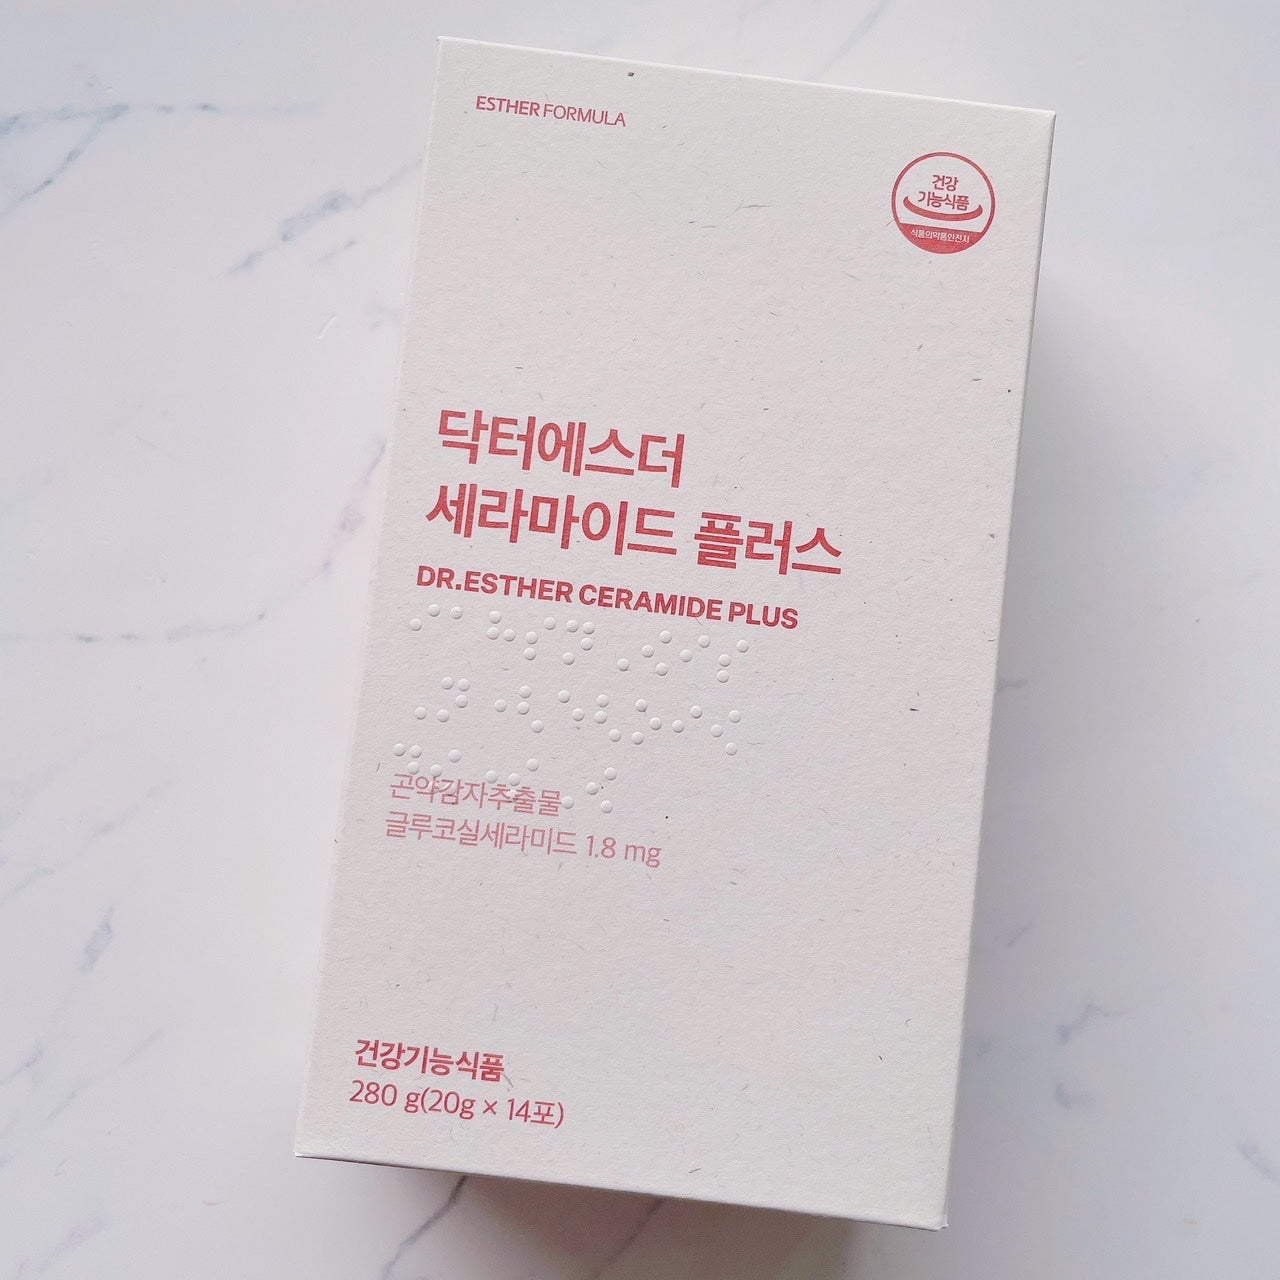 ESTHER FORMULA
건강
기능식품
식품의약품안전처
닥터에스더
세라마이드 플러스
DR.ESTHER CERAMIDE PLUS
곤약감자추출물
글루코실세라미드 1.8 mg
건강기능식품
280 g(20g × 14포)